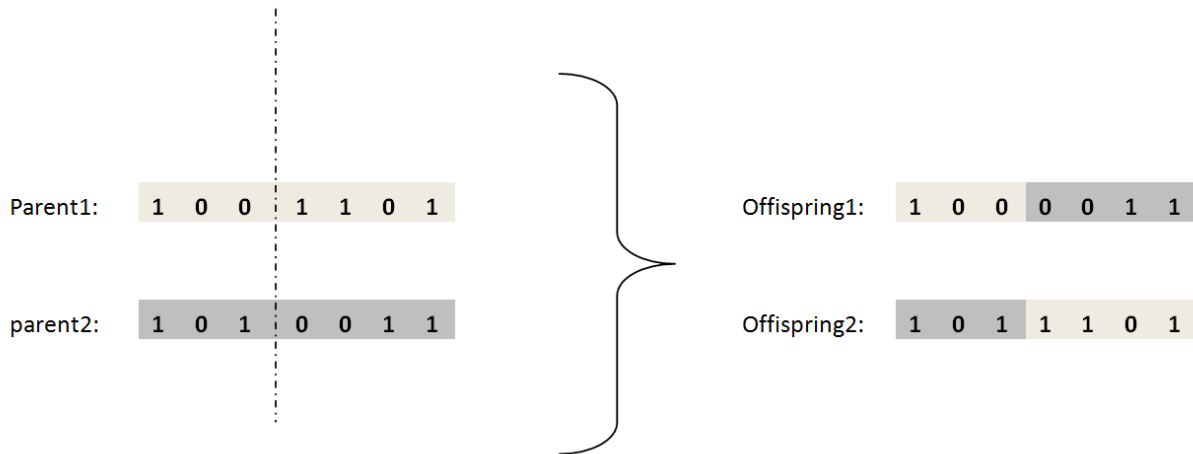 Parent1: 1 0 0 1 1 0 1 Offispring1: 1 0 0 0 0 1 1
parent2: 1 0 1 0 0 1 1 Offispring2: 1 0 1 1 1 0 1